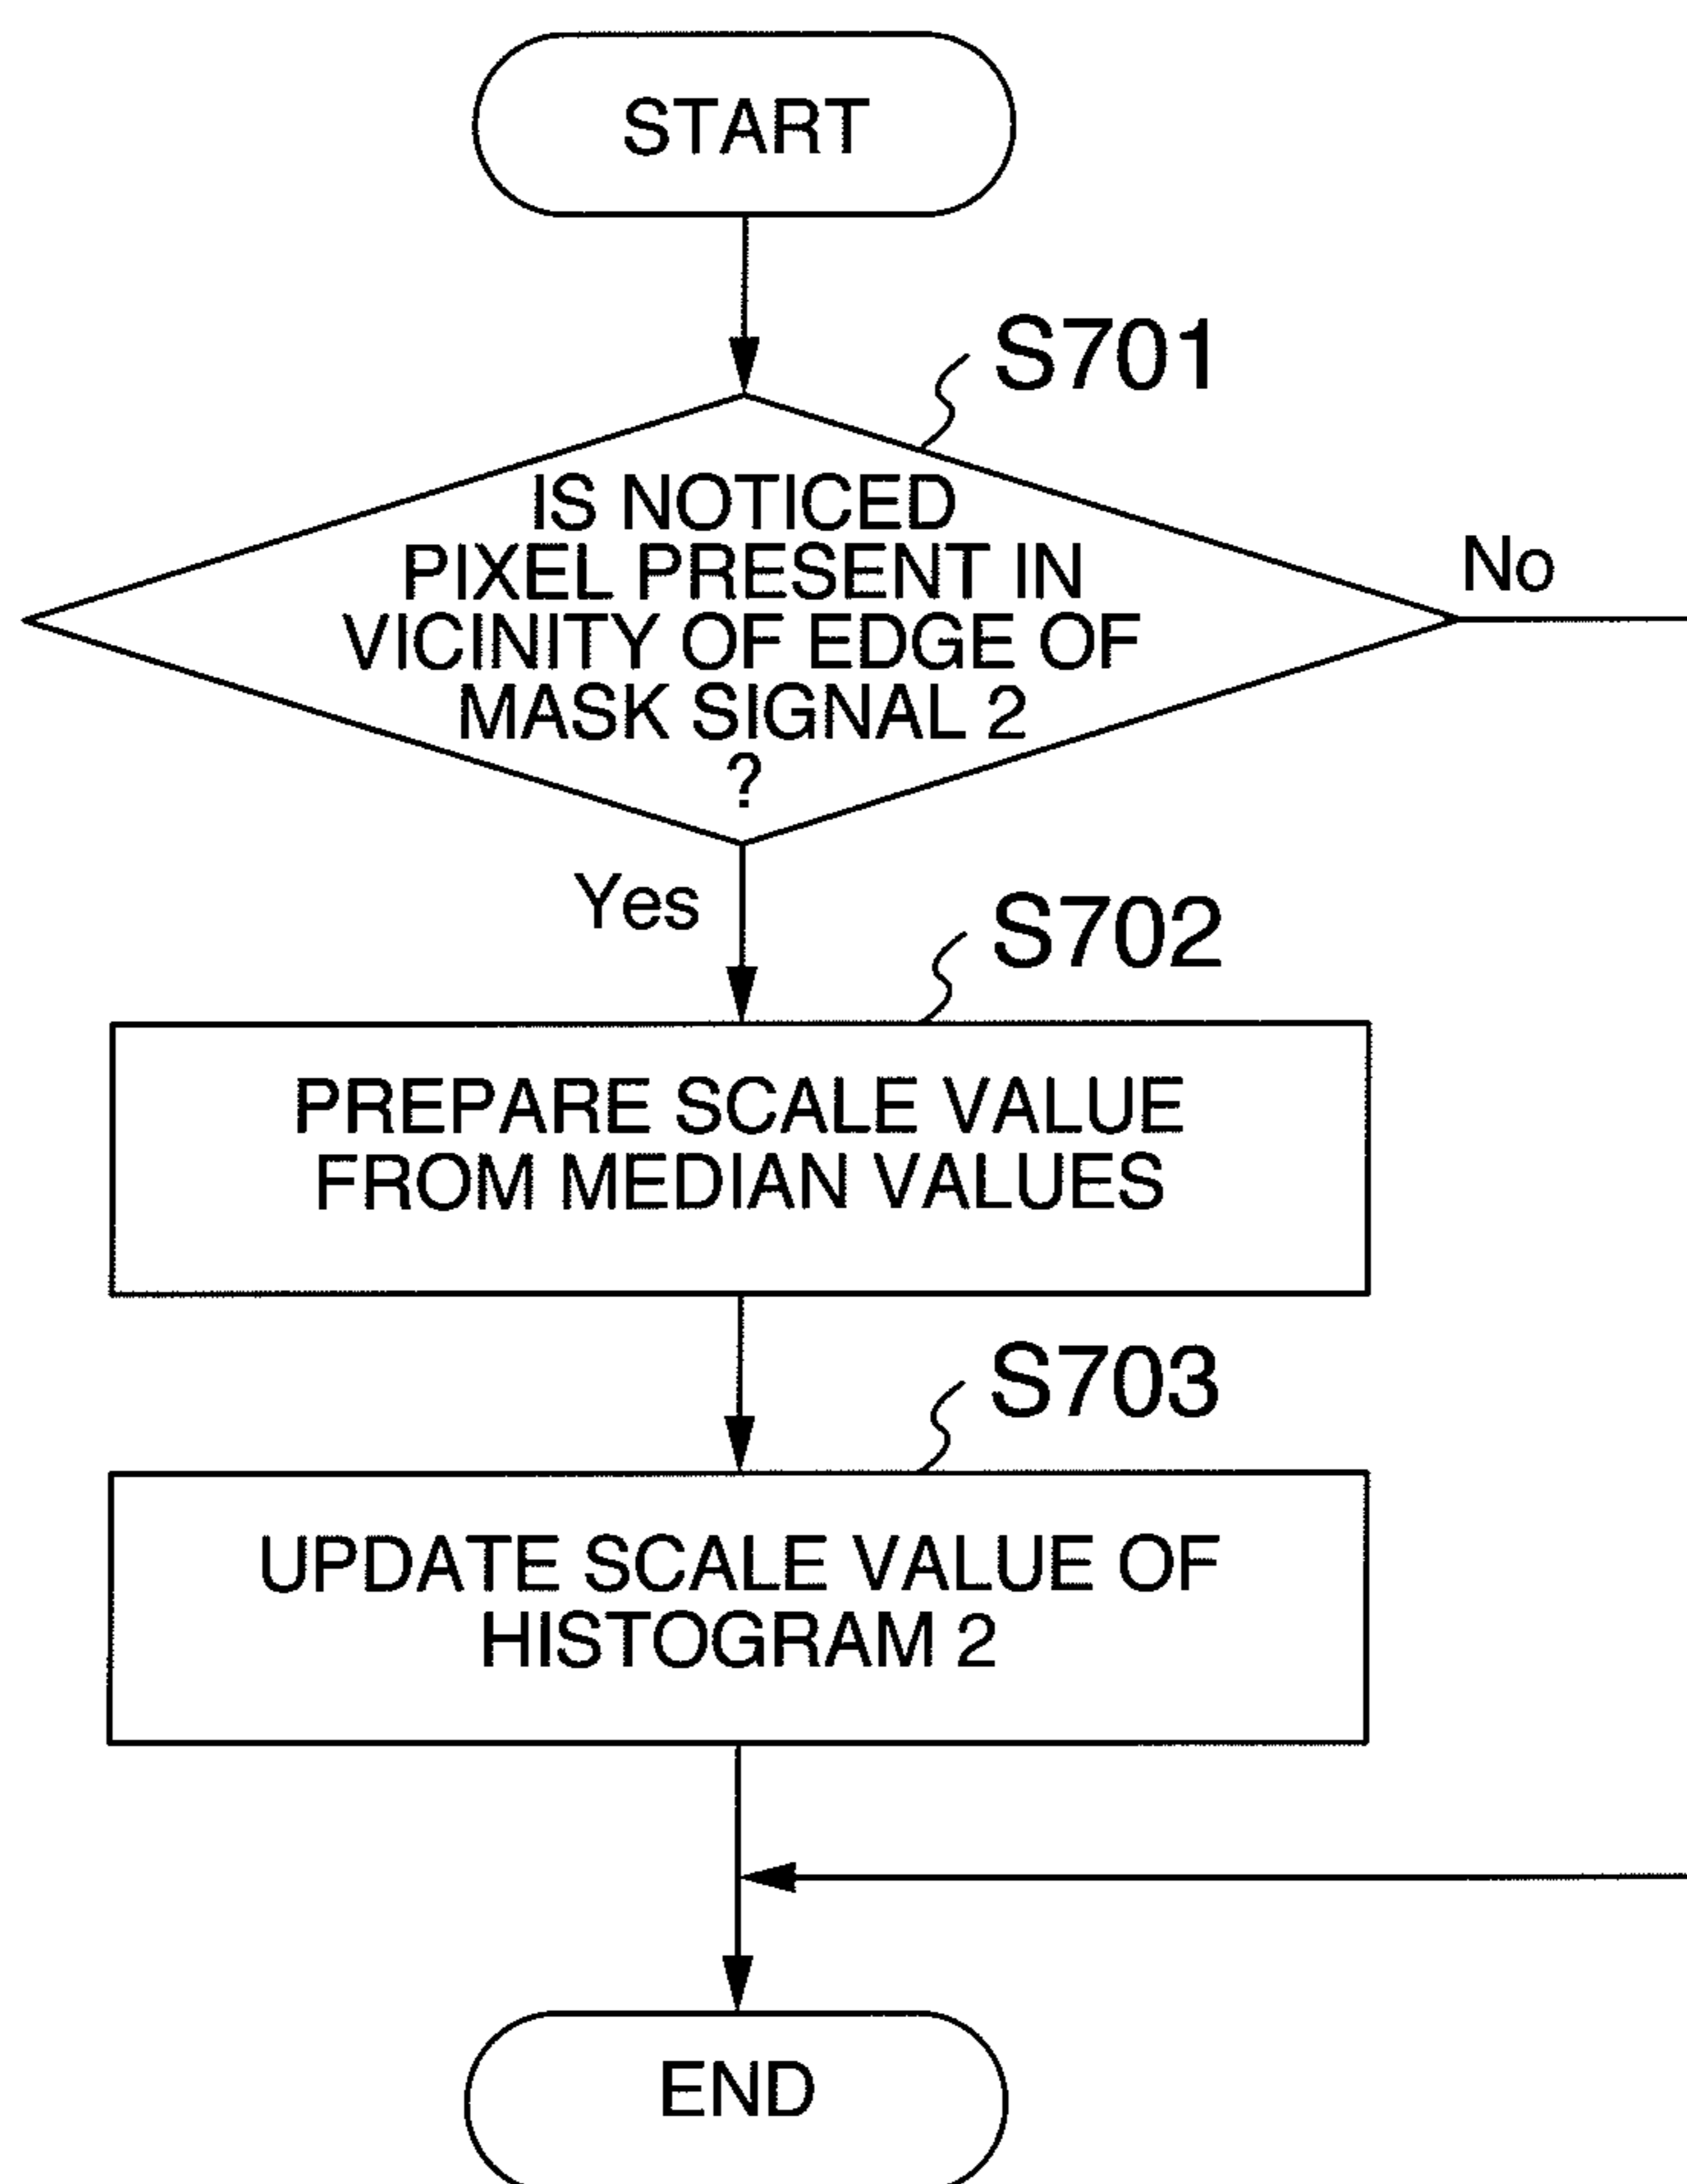 START
S701
IS NOTICED
PIXEL PRESENT IN
VICINITY OF EDGE OF
MASK SIGNAL 2
?
No
Yes
S702
PREPARE SCALE VALUE
FROM MEDIAN VALUES
S703
UPDATE SCALE VALUE OF
HISTOGRAM 2
END